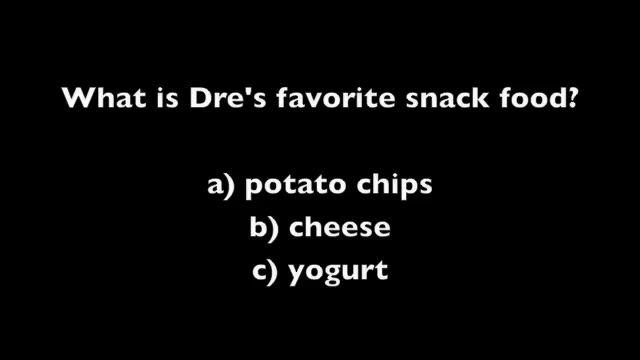 What is Dre's favorite snack food?
a) potato chips
b) cheese
c) yogurt